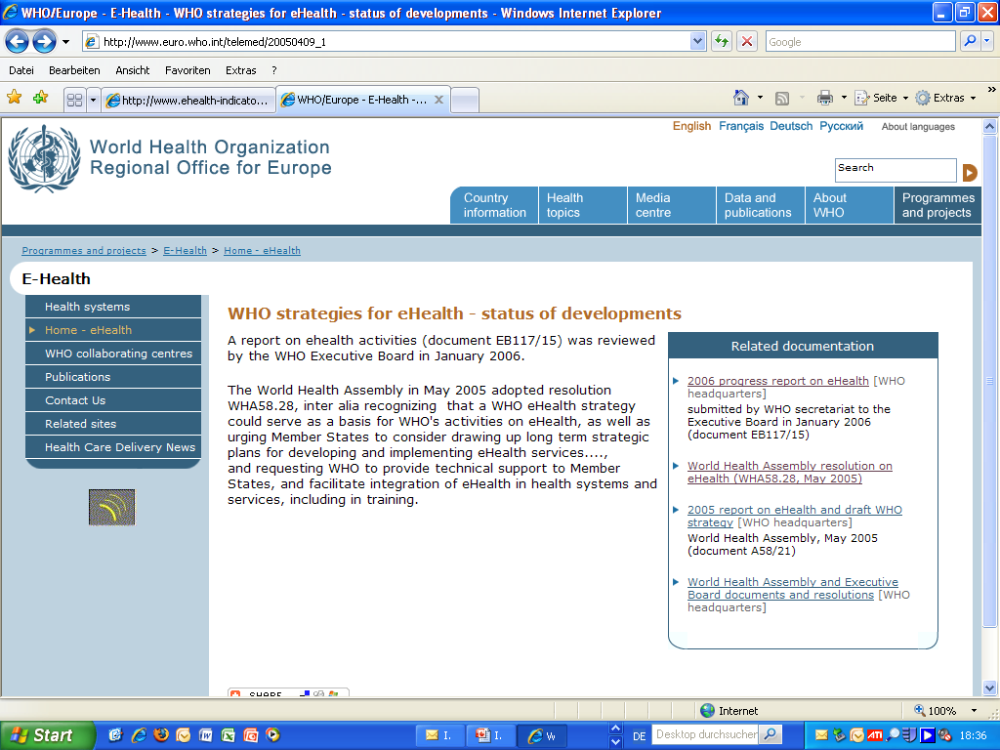 WHO/Europe - E-Health - WHO strategies for eHealth - status of developments - Windows Internet Explorer
http://www.euro.who.int/telemed/20050409_1
Google
Datei Bearbeiten Ansicht Favoriten Extras ?
http://www.ehealth-indicato...
WHO/Europe - E-Health -...
Seite
Extras
English Français Deutsch Русский About languages
World Health Organization
Regional Office for Europe
Search
Country
information
Health
topics
Media
centre
Data and
publications
About
WHO
Programmes
and projects
Programmes and projects > E-Health > Home - eHealth
E-Health
Health systems
Home - eHealth
WHO collaborating centres
Publications
Contact Us
Related sites
Health Care Delivery News
WHO strategies for eHealth - status of developments
A report on ehealth activities (document EB117/15) was reviewed
by the WHO Executive Board in January 2006.
The World Health Assembly in May 2005 adopted resolution
WHA58.28, inter alia recognizing that a WHO eHealth strategy
could serve as a basis for WHO's activities on eHealth, as well as
urging Member States to consider drawing up long term strategic
plans for developing and implementing eHealth services....,
and requesting WHO to provide technical support to Member
States, and facilitate integration of eHealth in health systems and
services, including in training.
Related documentation
2006 progress report on eHealth [WHO
headquarters]
submitted by WHO secretariat to the
Executive Board in January 2006
(document EB117/15)
World Health Assembly resolution on
eHealth (WHA58.28, May 2005)
2005 report on eHealth and draft WHO
strategy [WHO headquarters]
World Health Assembly, May 2005
(document A58/21)
World Health Assembly and Executive
Board documents and resolutions [WHO
headquarters]
SHARE
Internet
100%
Start
I.
I.
W
DE
Desktop durchsuchen
ATI
18:36